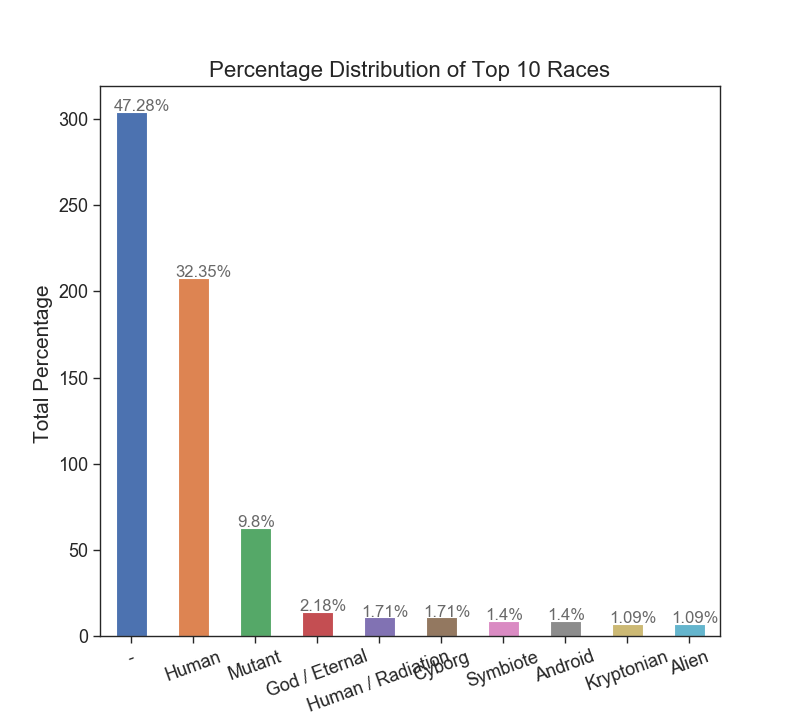 Percentage Distribution of Top 10 Races
Total Percentage
300
250
200
150
100
50
0
47.28%
32.35%
9.8%
2.18%
1.71%
1.71%
1.4%
1.4%
1.09%
1.09%
-
Human
Mutant
God / Eternal
Human / Radiation
Cyborg
Symbiote
Android
Kryptonian
Alien